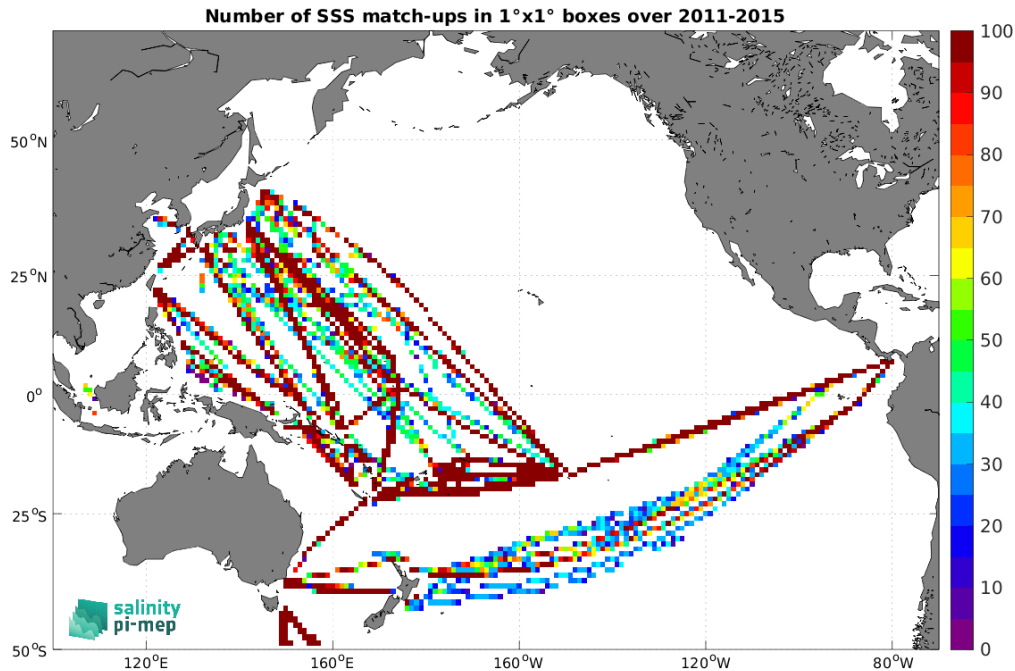 Number of SSS match-ups in 1°x1° boxes over 2011-2015
100
90
80
70
60
50
40
30
20
10
0
50°N
25°N
0°
25°S
50°S
120°E
160°E
160°W
120°W
80°W
salinity
pi-mep